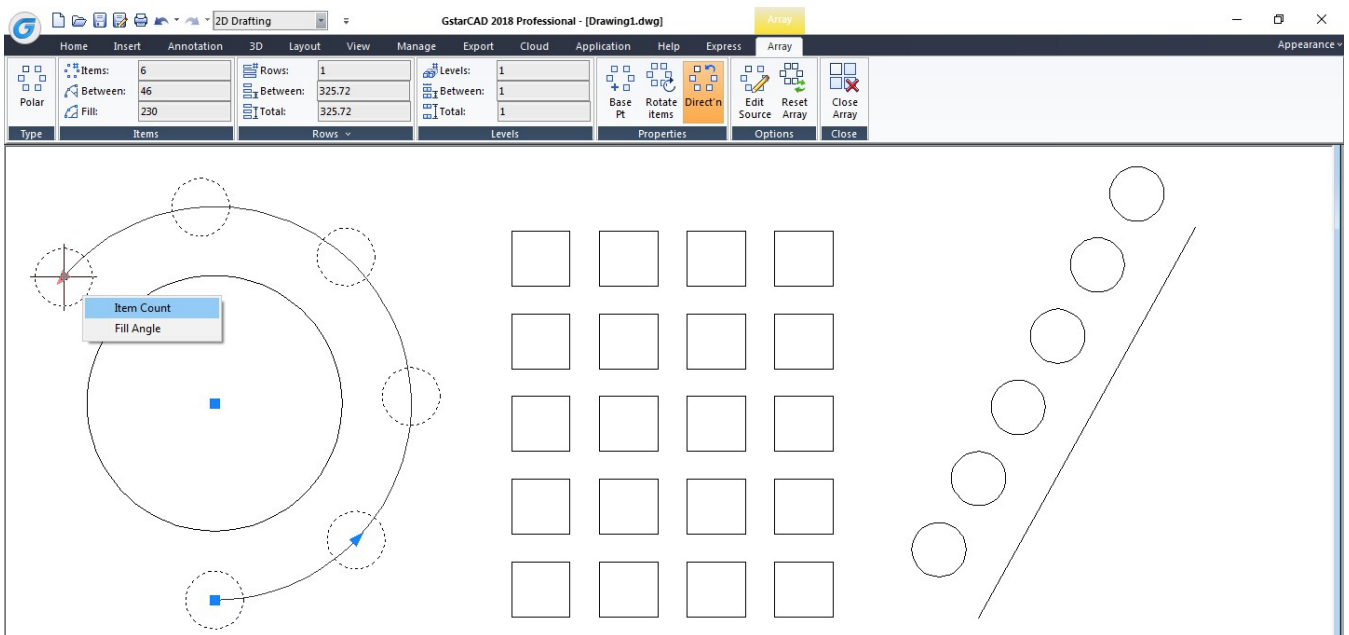 2D Drafting
GstarCAD 2018 Professional - [Drawing1.dwg]
Array
Home Insert Annotation 3D Layout View Manage Export Cloud Application Help Express Array Appearance
Items: 6 Rows: 1 Levels: 1
Between: 46 Between: 325.72 Between: 1
Fill: 230 Total: 325.72 Total: 1
Polar
Base Pt Rotate items Direct'n Edit Source Reset Array Close Array
Type Items Rows Levels Properties Options Close
Item Count
Fill Angle